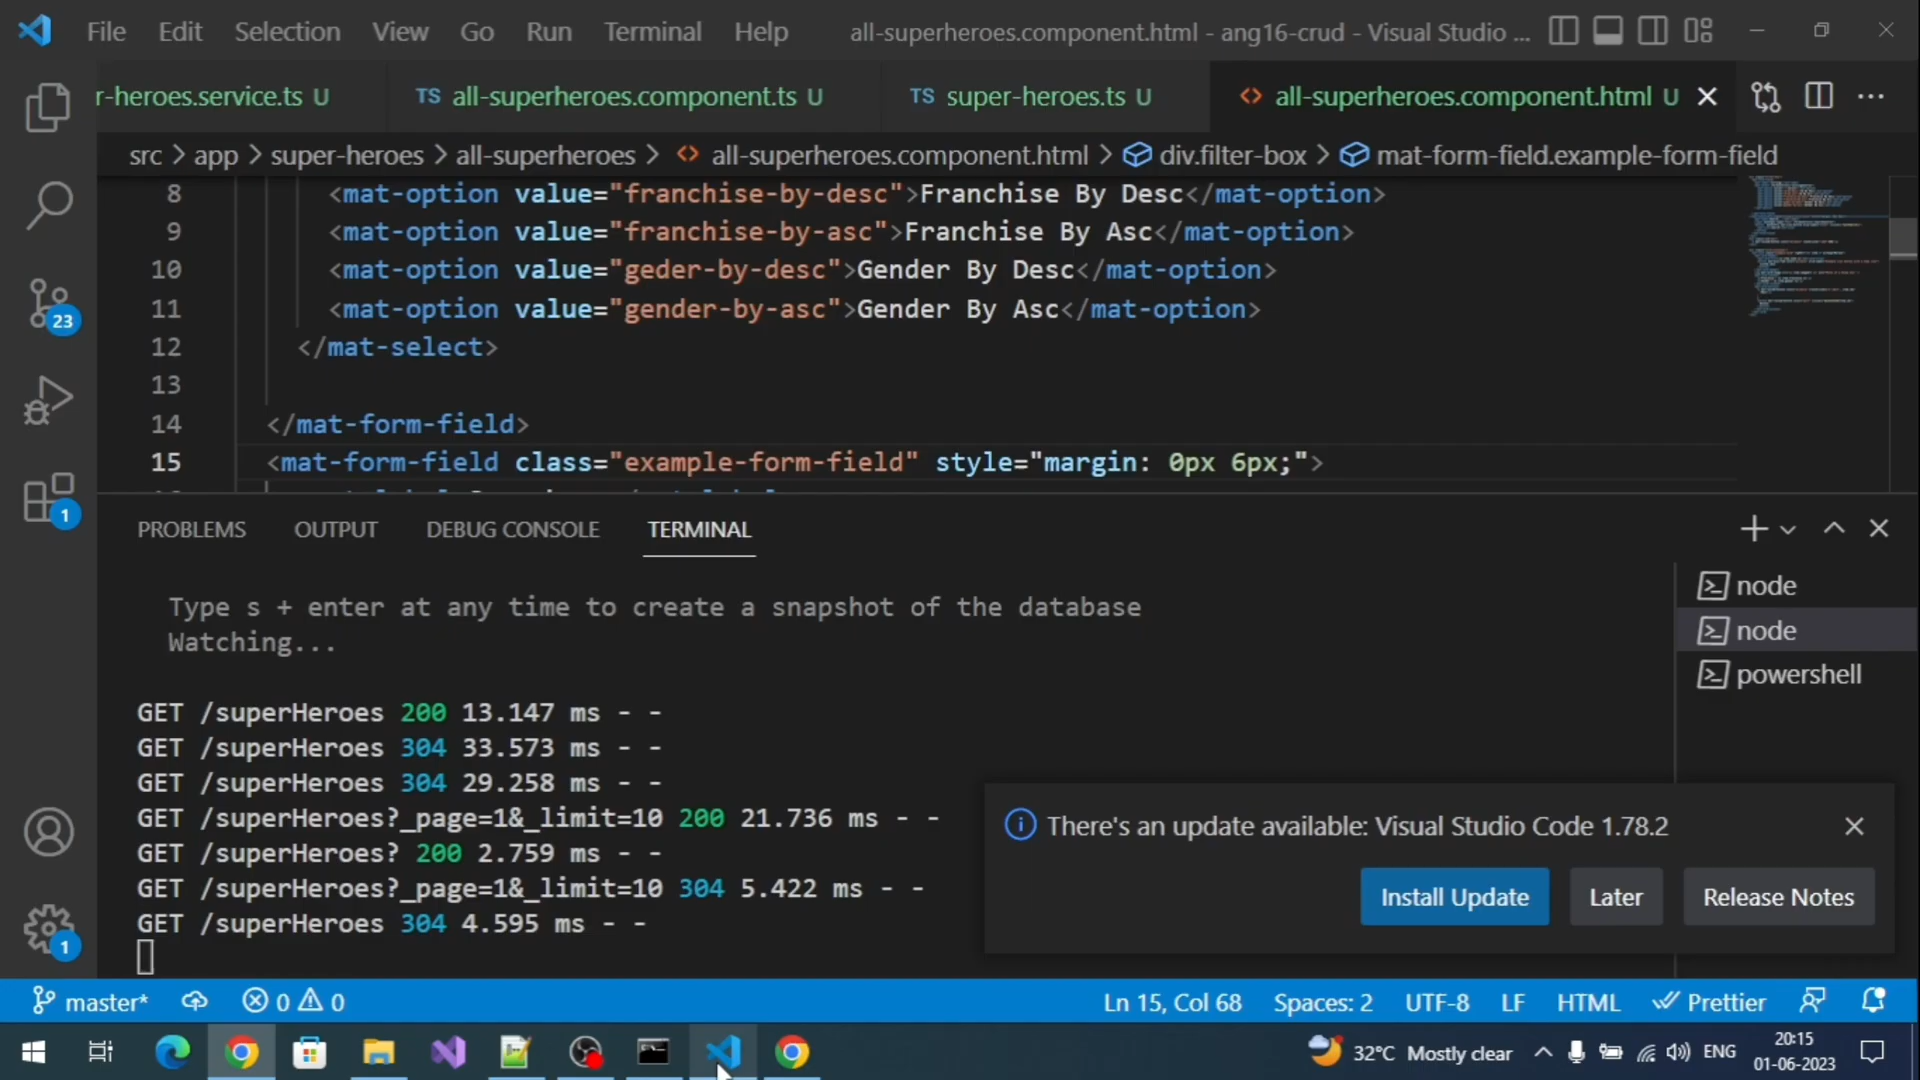 File Edit Selection View Go Run Terminal Help all-superheroes.component.html - ang16-crud - Visual Studio ...
r-heroes.service.ts U TS all-superheroes.component.ts U TS super-heroes.ts U <> all-superheroes.component.html U
src > app > super-heroes > all-superheroes > <> all-superheroes.component.html > div.filter-box > mat-form-field.example-form-field
8 <mat-option value="franchise-by-desc">Franchise By Desc</mat-option>
9 <mat-option value="franchise-by-asc">Franchise By Asc</mat-option>
10 <mat-option value="geder-by-desc">Gender By Desc</mat-option>
11 <mat-option value="gender-by-asc">Gender By Asc</mat-option>
12 </mat-select>
13
14 </mat-form-field>
15 <mat-form-field class="example-form-field" style="margin: 0px 6px;">
23
1
PROBLEMS OUTPUT DEBUG CONSOLE TERMINAL
node
node
powershell
Type s + enter at any time to create a snapshot of the database
Watching...
GET /superHeroes 200 13.147 ms - -
GET /superHeroes 304 33.573 ms - -
GET /superHeroes 304 29.258 ms - -
GET /superHeroes?_page=1&_limit=10 200 21.736 ms - -
GET /superHeroes? 200 2.759 ms - -
GET /superHeroes?_page=1&_limit=10 304 5.422 ms - -
GET /superHeroes 304 4.595 ms - -
There's an update available: Visual Studio Code 1.78.2
Install Update Later Release Notes
1
master* 0 0 Ln 15, Col 68 Spaces: 2 UTF-8 LF HTML Prettier
32°C Mostly clear ENG 20:15
01-06-2023